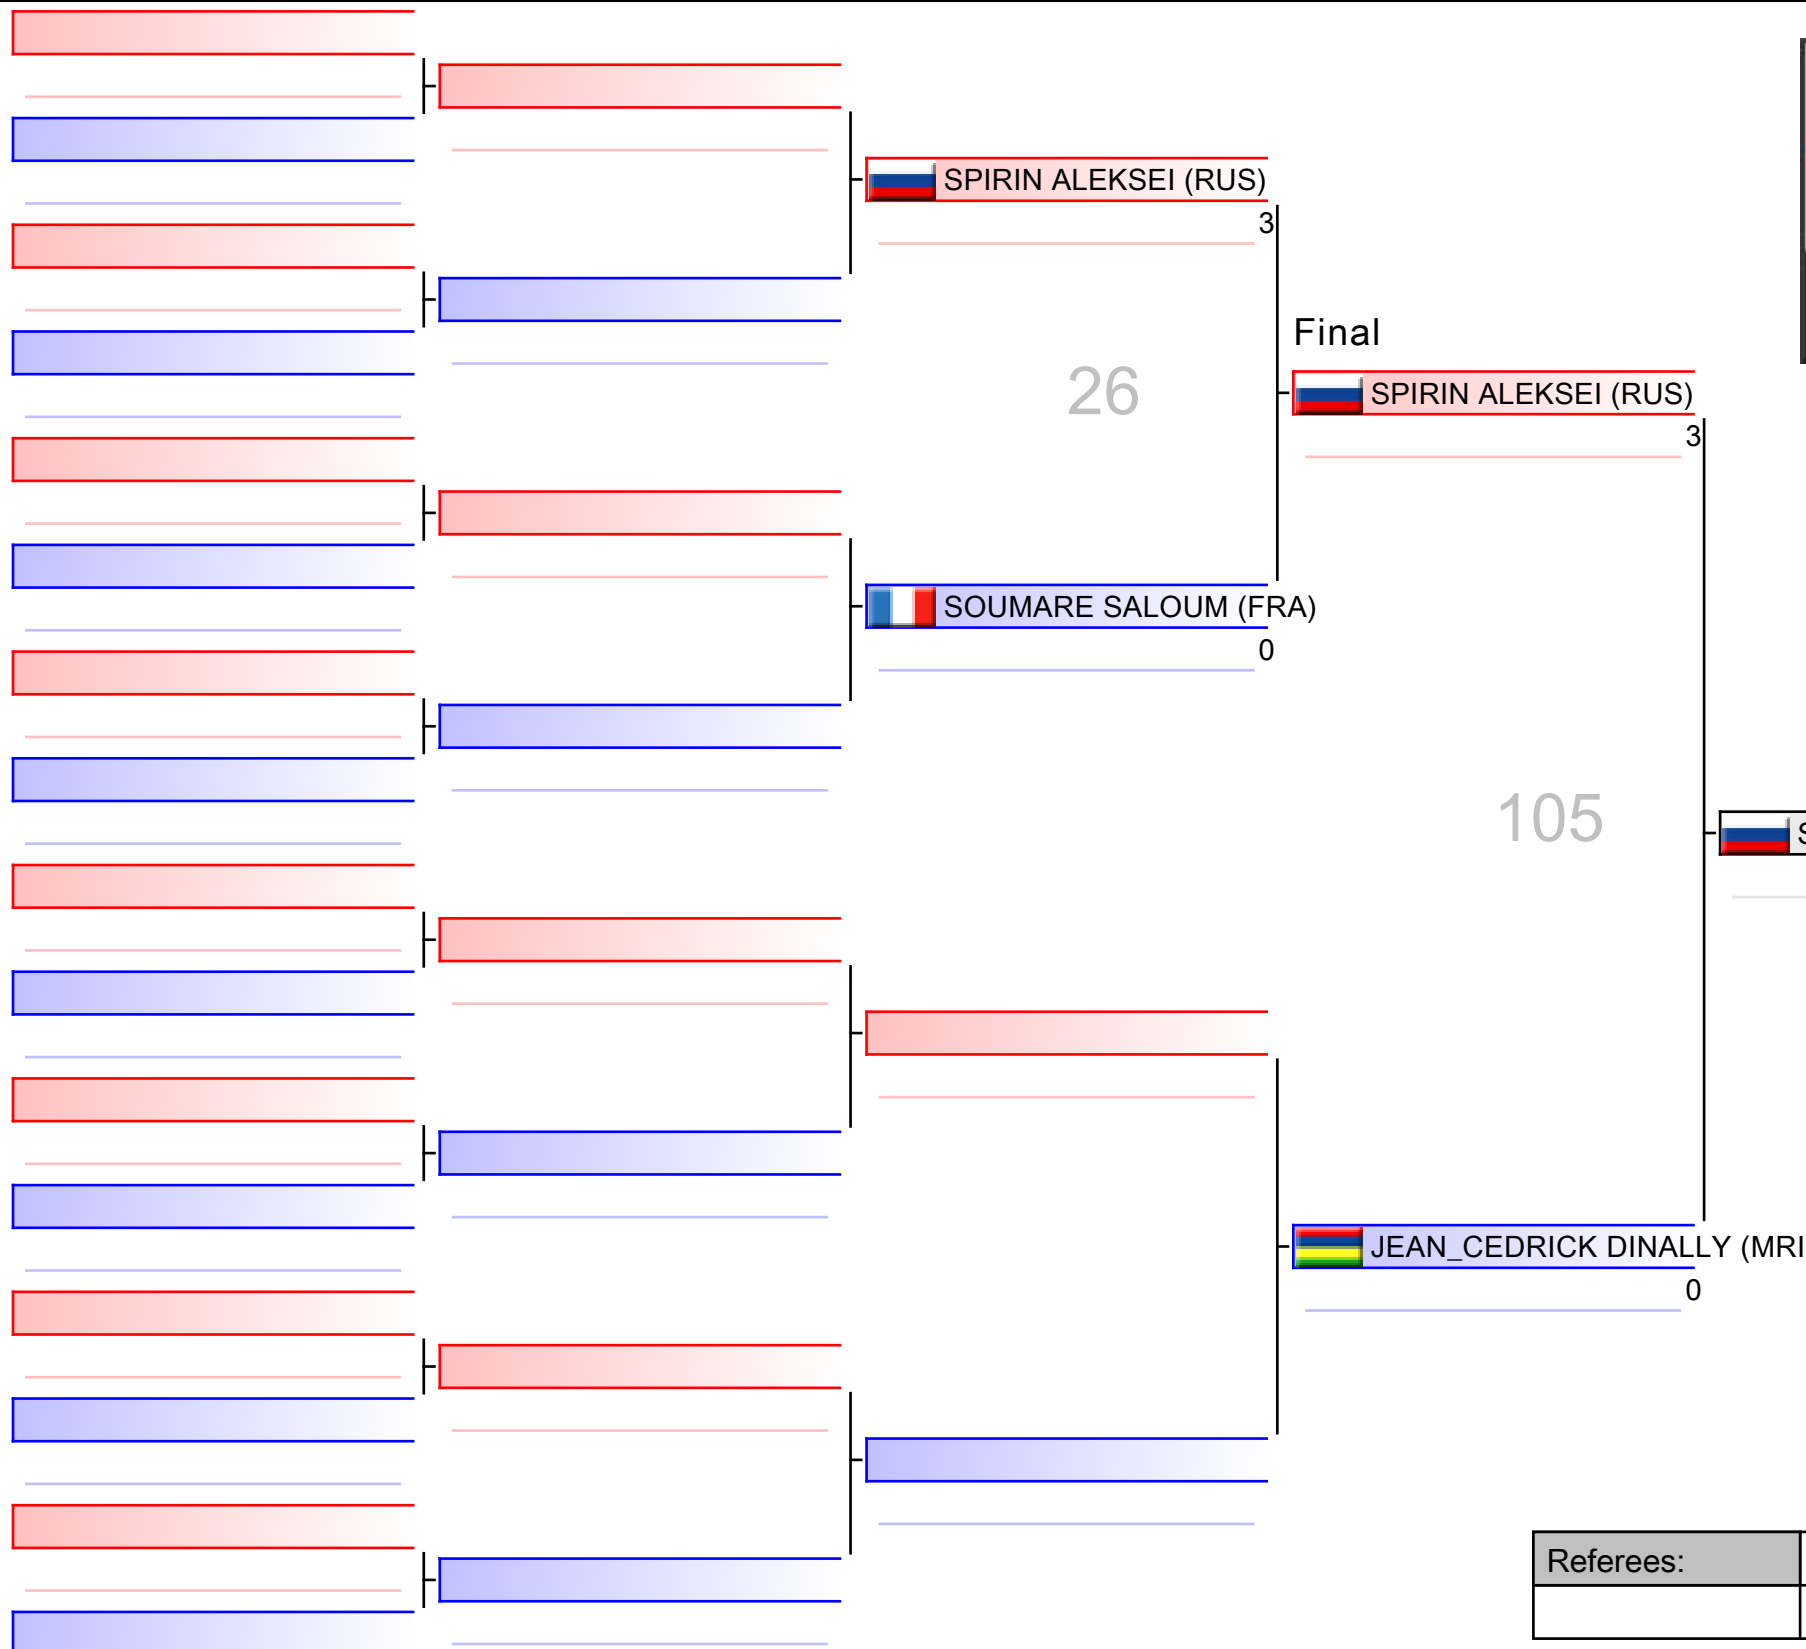 SPIRIN ALEKSEI (RUS)
3
Final
26
SPIRIN ALEKSEI (RUS)
3
SOUMARE SALOUM (FRA)
0
105
JEAN_CEDRICK DINALLY (MRI
0
Referees: